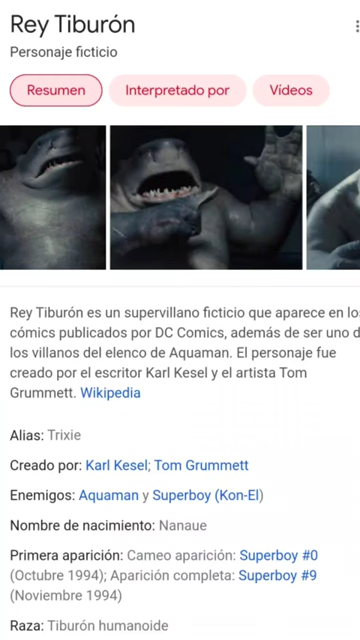 Rey Tiburón
Personaje ficticio
Resumen
Interpretado por
Vídeos
Rey Tiburón es un supervillano ficticio que aparece en los
cómics publicados por DC Comics, además de ser uno d
los villanos del elenco de Aquaman. El personaje fue
creado por el escritor Karl Kesel y el artista Tom
Grummett. Wikipedia
Alias: Trixie
Creado por: Karl Kesel; Tom Grummett
Enemigos: Aquaman y Superboy (Kon-El)
Nombre de nacimiento: Nanaue
Primera aparición: Cameo aparición: Superboy #0
(Octubre 1994); Aparición completa: Superboy #9
(Noviembre 1994)
Raza: Tiburón humanoide